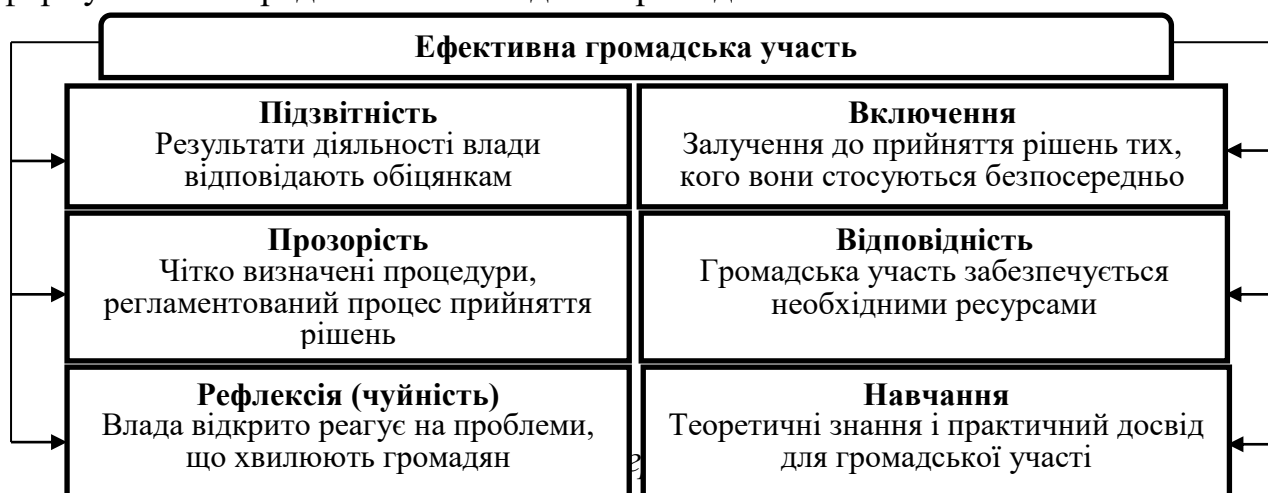 Ефективна громадська участь
Підзвітність
Результати діяльності влади
відповідають обіцянкам
Включення
Залучення до прийняття рішень тих,
кого вони стосуються безпосередньо
Прозорість
Чітко визначені процедури,
регламентований процес прийняття
рішень
Відповідність
Громадська участь забезпечується
необхідними ресурсами
Рефлексія (чуйність)
Влада відкрито реагує на проблеми,
що хвилюють громадян
Навчання
Теоретичні знання і практичний досвід
для громадської участі